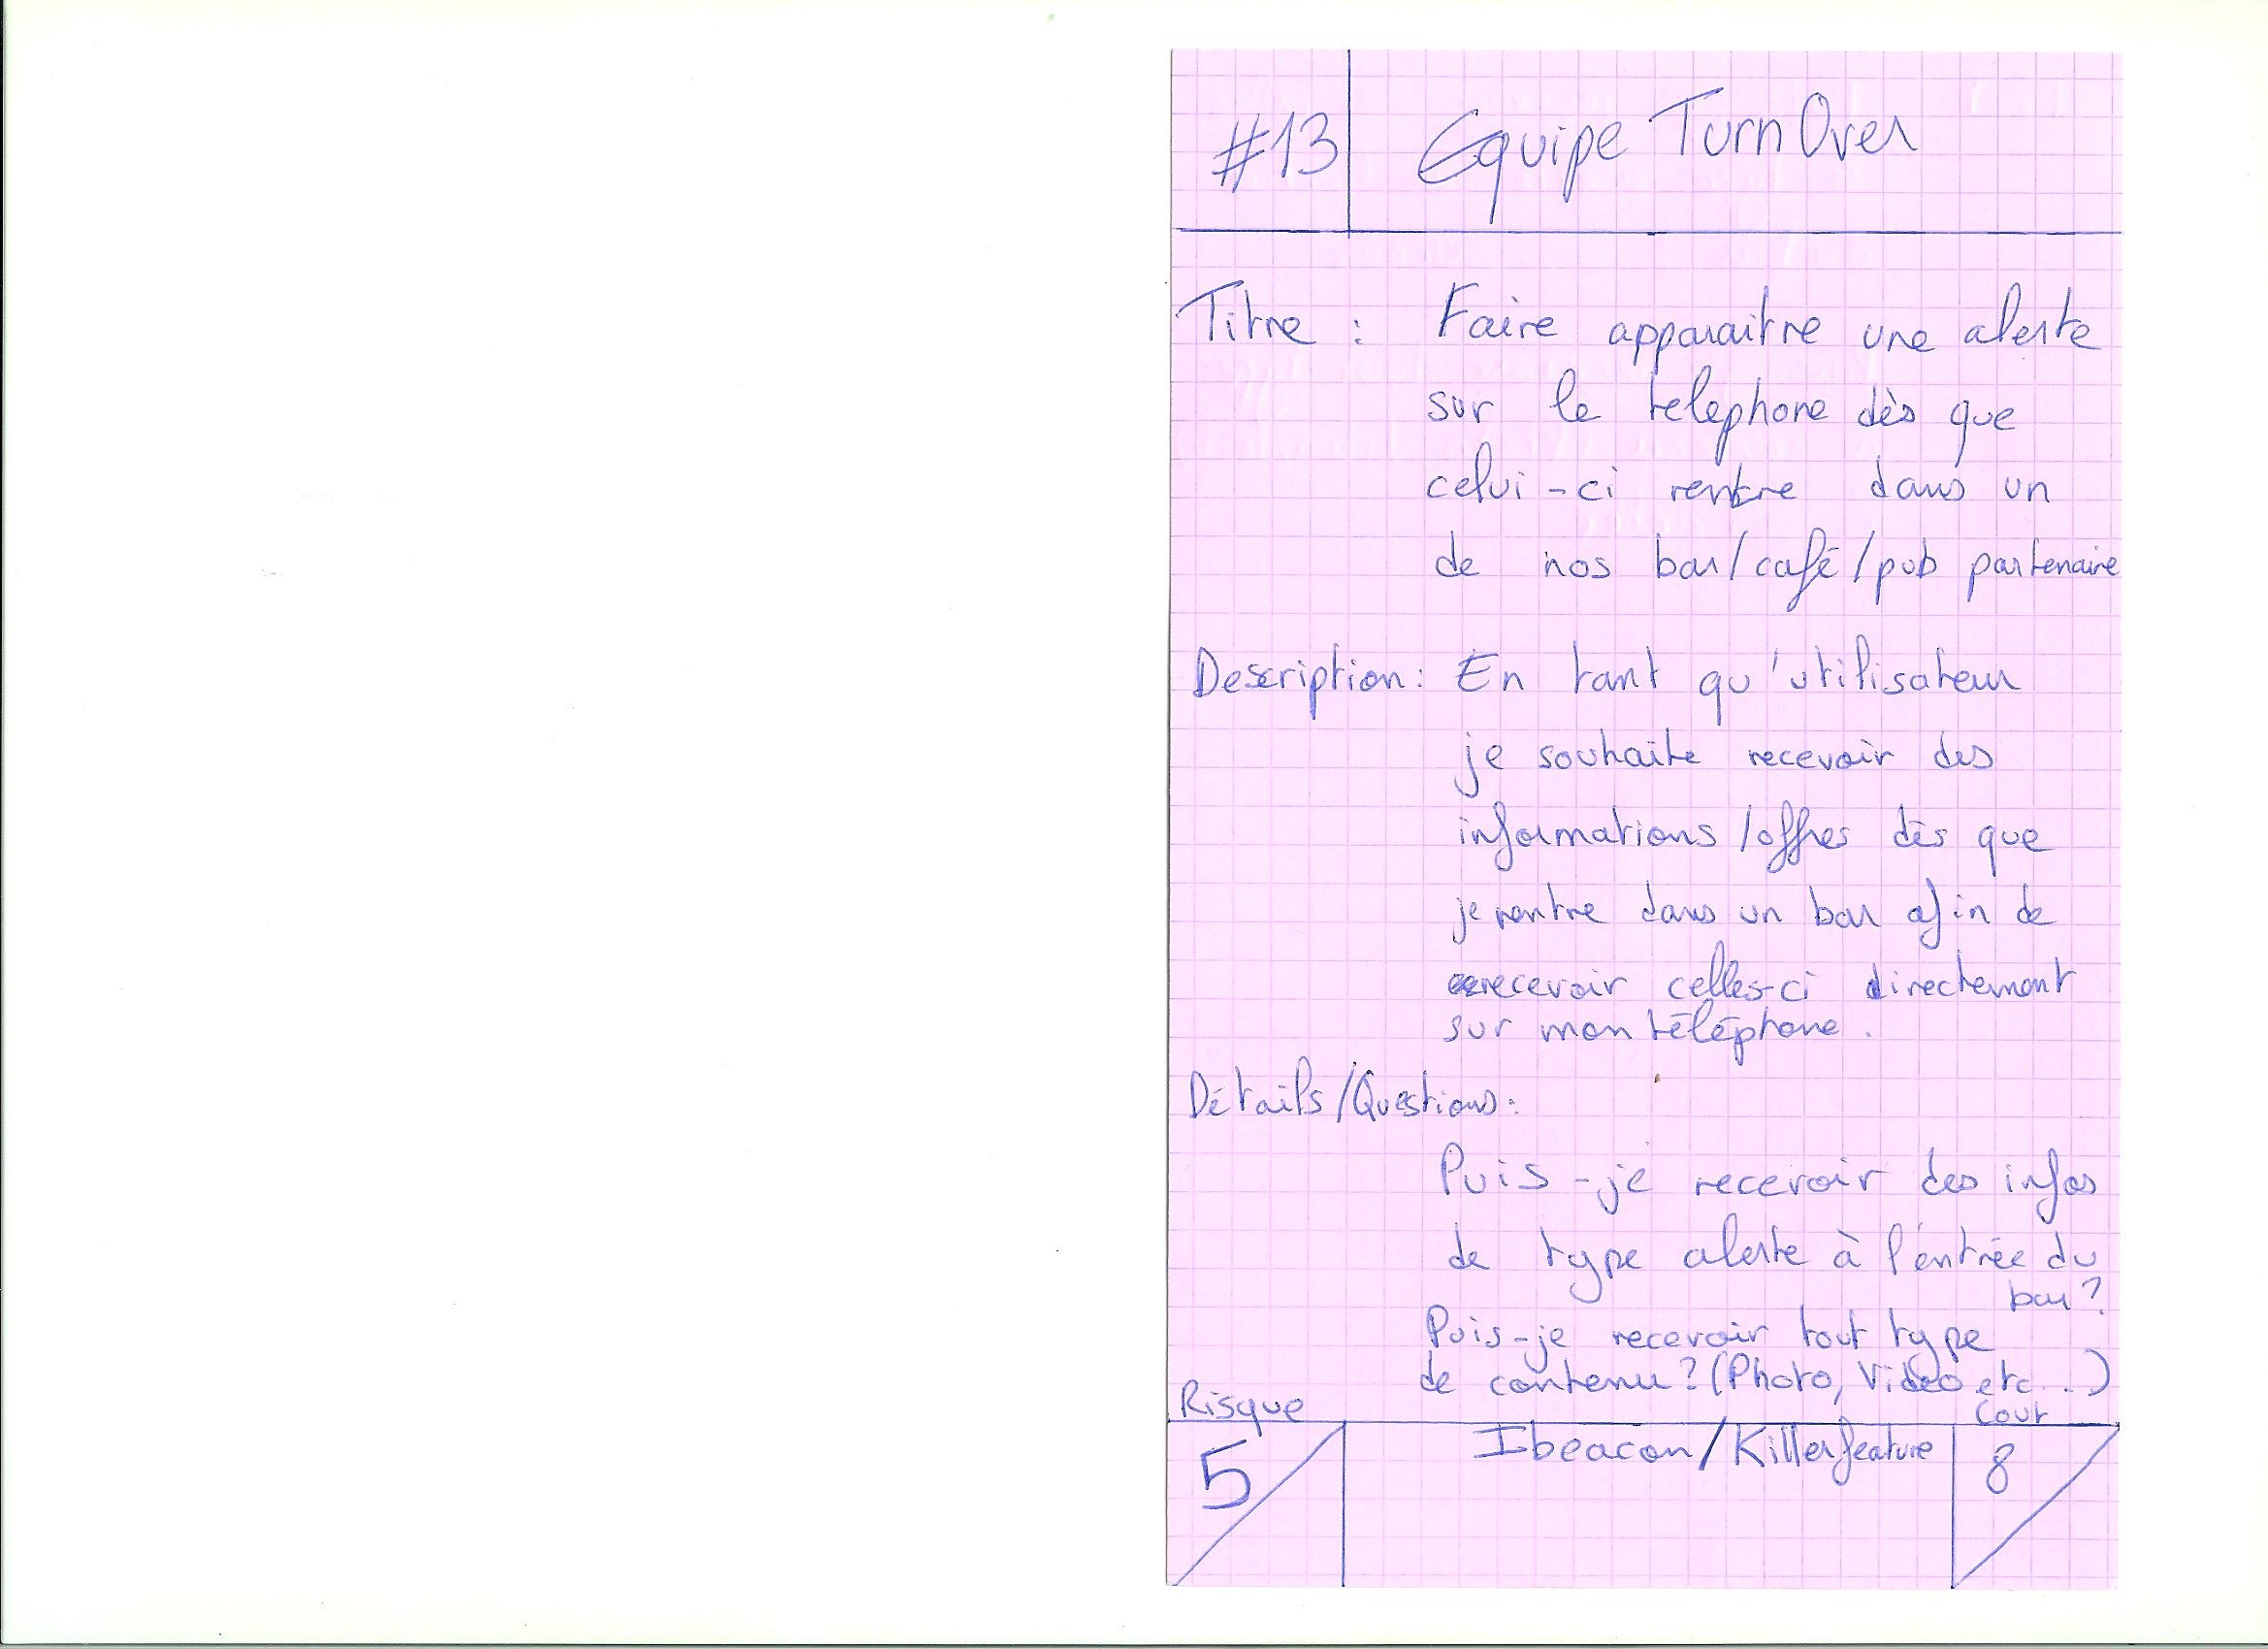 #13 Equipe TurnOver
Titre : Faire apparaitre une alerte
sur le telephone dès que
celui-ci rentre dans un
de nos bar/café/pub partenaire
Description: En tant qu'utilisateur
je souhaite recevoir des
informations/offres dès que
je rentre dans un bar afin de
recevoir celles-ci directement
sur mon téléphone.
Détails/Questions:
Puis-je recevoir des infos
de type alerte à l'entrée du
bar?
Puis-je recevoir tout type
de contenu? (Photo, Video etc...)
Risque Cout
5 Ibeacon/Killerfeature 8